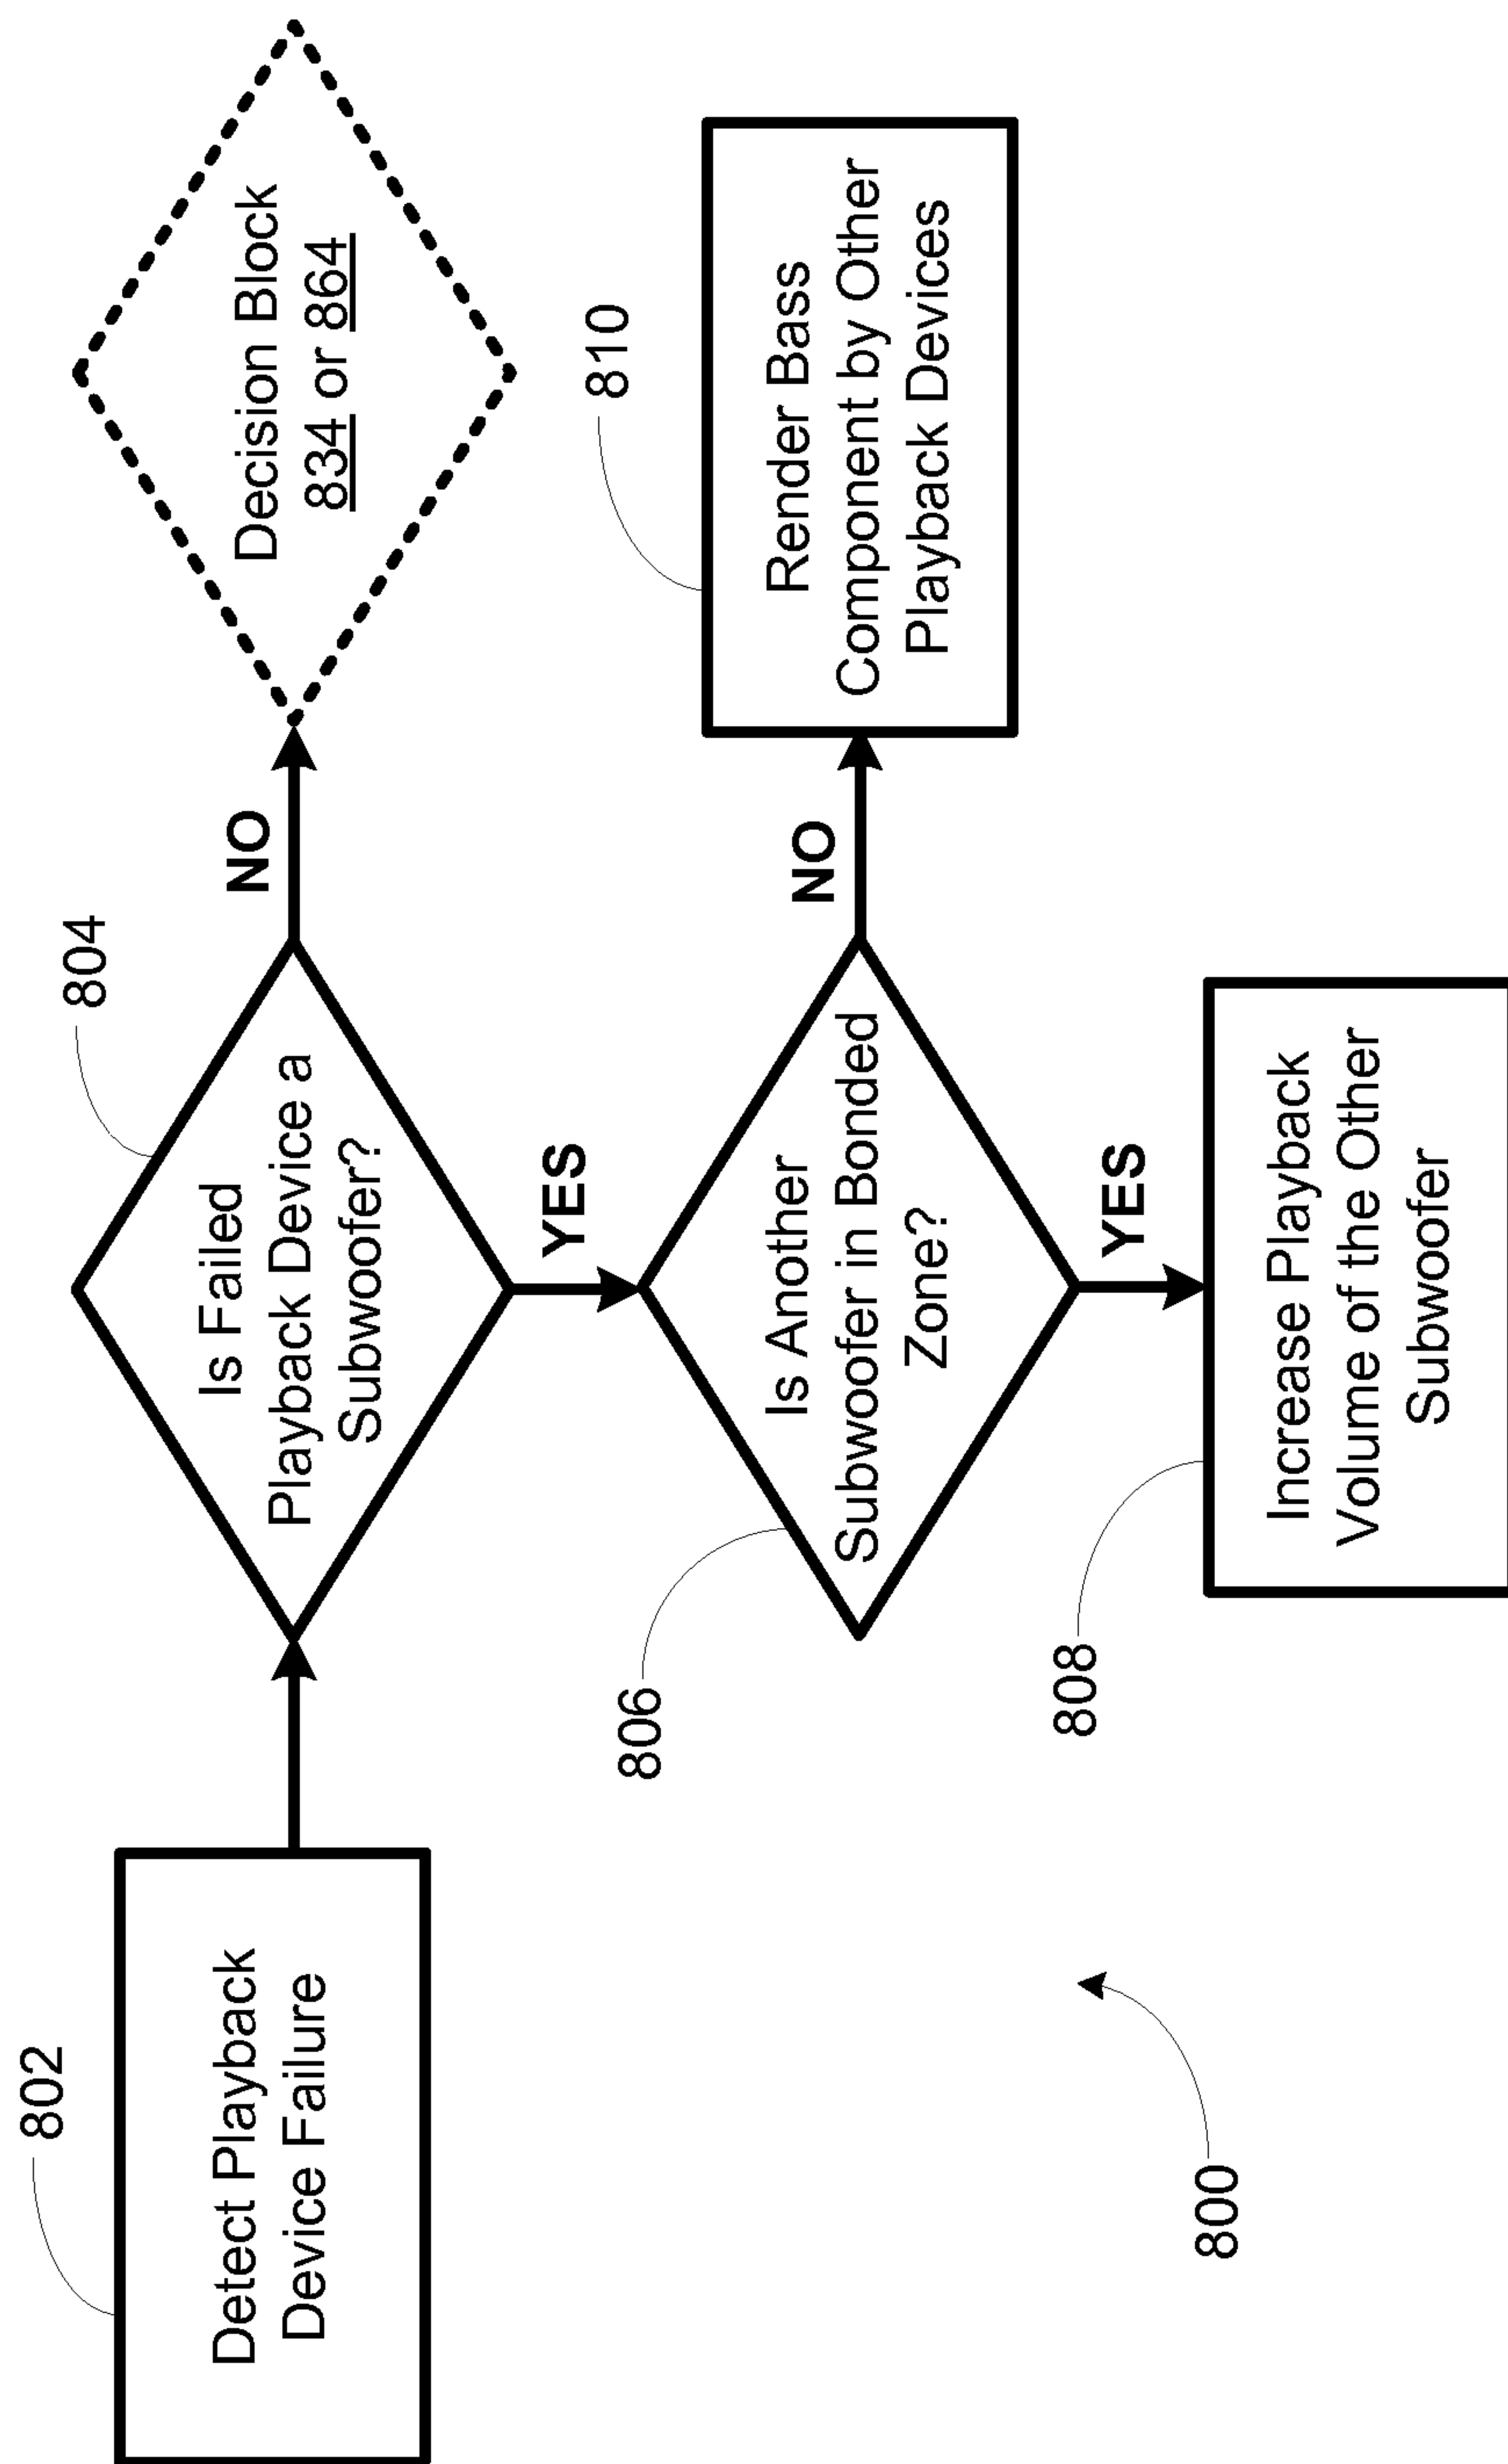 802
Detect Playback
Device Failure
804
Is Failed
Playback Device a
Subwoofer?
NO
Decision Block
834 or 864
YES
806
Is Another
Subwoofer in Bonded
Zone?
NO
810
Render Bass
Component by Other
Playback Devices
YES
808
Increase Playback
Volume of the Other
Subwoofer
800